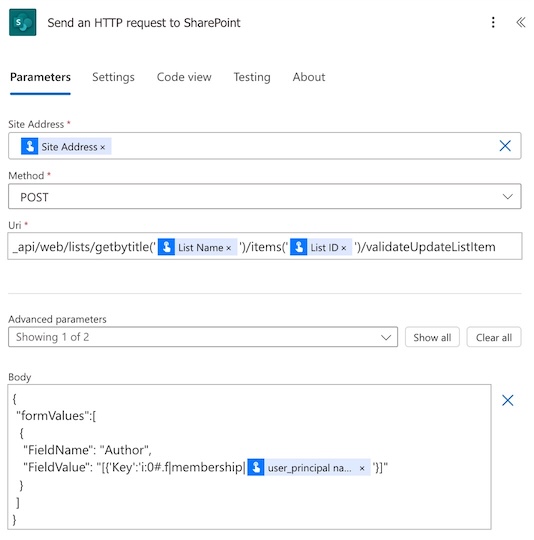 Send an HTTP request to SharePoint
Parameters Settings Code view Testing About
Site Address *
Site Address ×
Method *
POST
Uri *
_api/web/lists/getbytitle('List Name × ')/items('List ID × ')/validateUpdateListItem
Advanced parameters
Showing 1 of 2 Show all Clear all
Body
{
"formValues":[
{
"FieldName": "Author",
"FieldValue": "[{'Key':'i:0#.f|membership|user_principal na... × '}]"
}
]
}